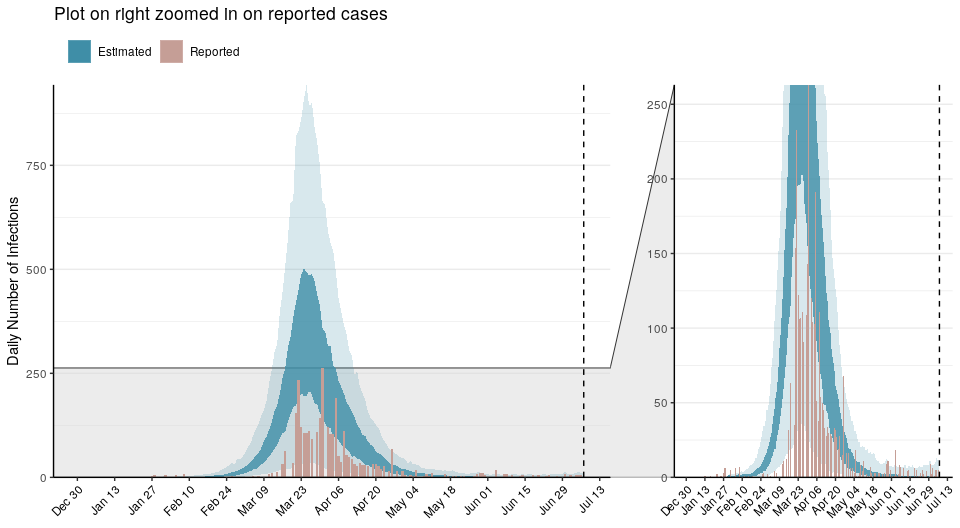 Plot on right zoomed in on reported cases
Estimated Reported
Daily Number of Infections
750
500
250
0
Dec 30 Jan 13 Jan 27 Feb 10 Feb 24 Mar 09 Mar 23 Apr 06 Apr 20 May 04 May 18 Jun 01 Jun 15 Jun 29 Jul 13
250
200
150
100
50
0
Dec 30 Jan 13 Jan 27 Feb 10 Feb 24 Mar 09 Mar 23 Apr 06 Apr 20 May 04 May 18 Jun 01 Jun 15 Jun 29 Jul 13